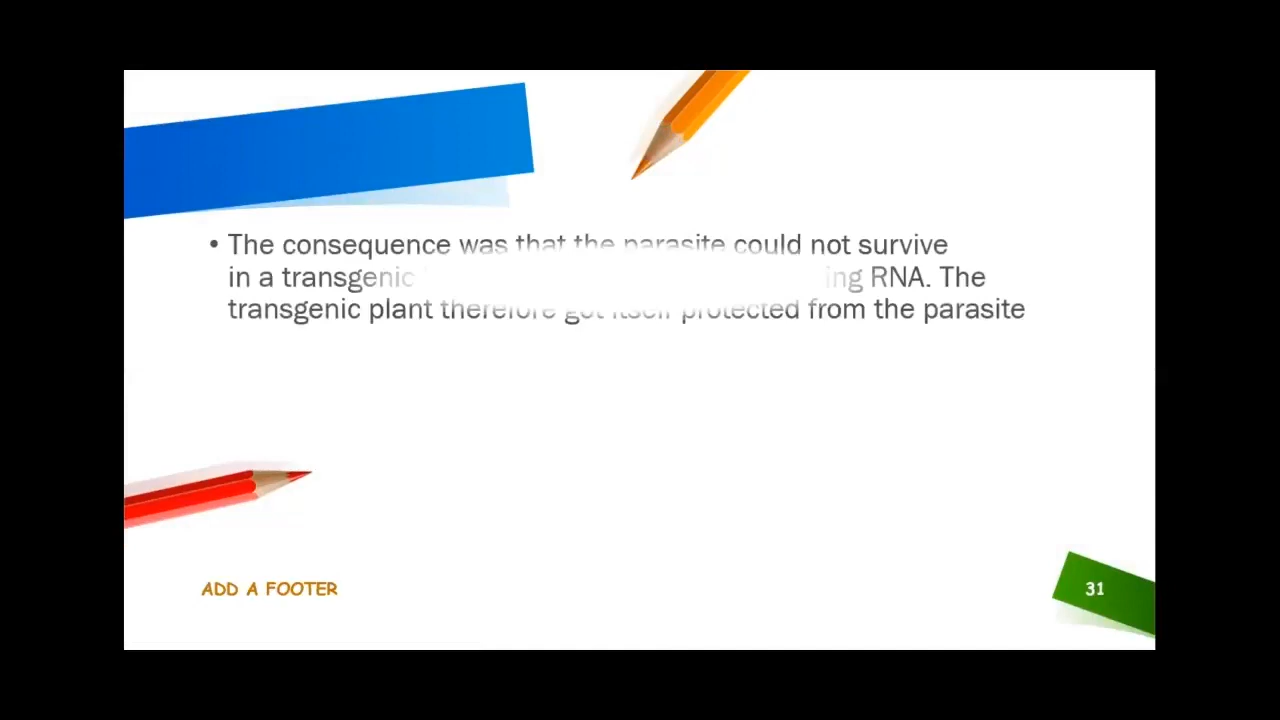 • The consequence was that the parasite could not survive
in a transgenic ing RNA. The
transgenic plant therefore got itself protected from the parasite
ADD A FOOTER
31